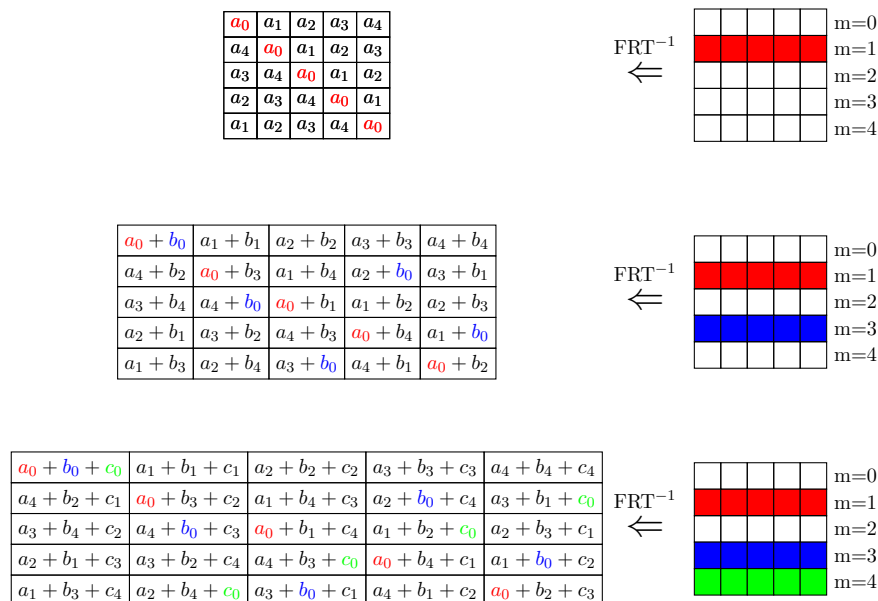 a₀ a₁ a₂ a₃ a₄ m=0
a₄ a₀ a₁ a₂ a₃ FRT⁻¹ m=1
a₃ a₄ a₀ a₁ a₂ ⇐ m=2
a₂ a₃ a₄ a₀ a₁ m=3
a₁ a₂ a₃ a₄ a₀ m=4
a₀ + b₀ a₁ + b₁ a₂ + b₂ a₃ + b₃ a₄ + b₄ m=0
a₄ + b₂ a₀ + b₃ a₁ + b₄ a₂ + b₀ a₃ + b₁ FRT⁻¹ m=1
a₃ + b₄ a₄ + b₀ a₀ + b₁ a₁ + b₂ a₂ + b₃ ⇐ m=2
a₂ + b₁ a₃ + b₂ a₄ + b₃ a₀ + b₄ a₁ + b₀ m=3
a₁ + b₃ a₂ + b₄ a₃ + b₀ a₄ + b₁ a₀ + b₂ m=4
a₀ + b₀ + c₀ a₁ + b₁ + c₁ a₂ + b₂ + c₂ a₃ + b₃ + c₃ a₄ + b₄ + c₄ m=0
a₄ + b₂ + c₁ a₀ + b₃ + c₂ a₁ + b₄ + c₃ a₂ + b₀ + c₄ a₃ + b₁ + c₀ FRT⁻¹ m=1
a₃ + b₄ + c₂ a₄ + b₀ + c₃ a₀ + b₁ + c₄ a₁ + b₂ + c₀ a₂ + b₃ + c₁ ⇐ m=2
a₂ + b₁ + c₃ a₃ + b₂ + c₄ a₄ + b₃ + c₀ a₀ + b₄ + c₁ a₁ + b₀ + c₂ m=3
a₁ + b₃ + c₄ a₂ + b₄ + c₀ a₃ + b₀ + c₁ a₄ + b₁ + c₂ a₀ + b₂ + c₃ m=4